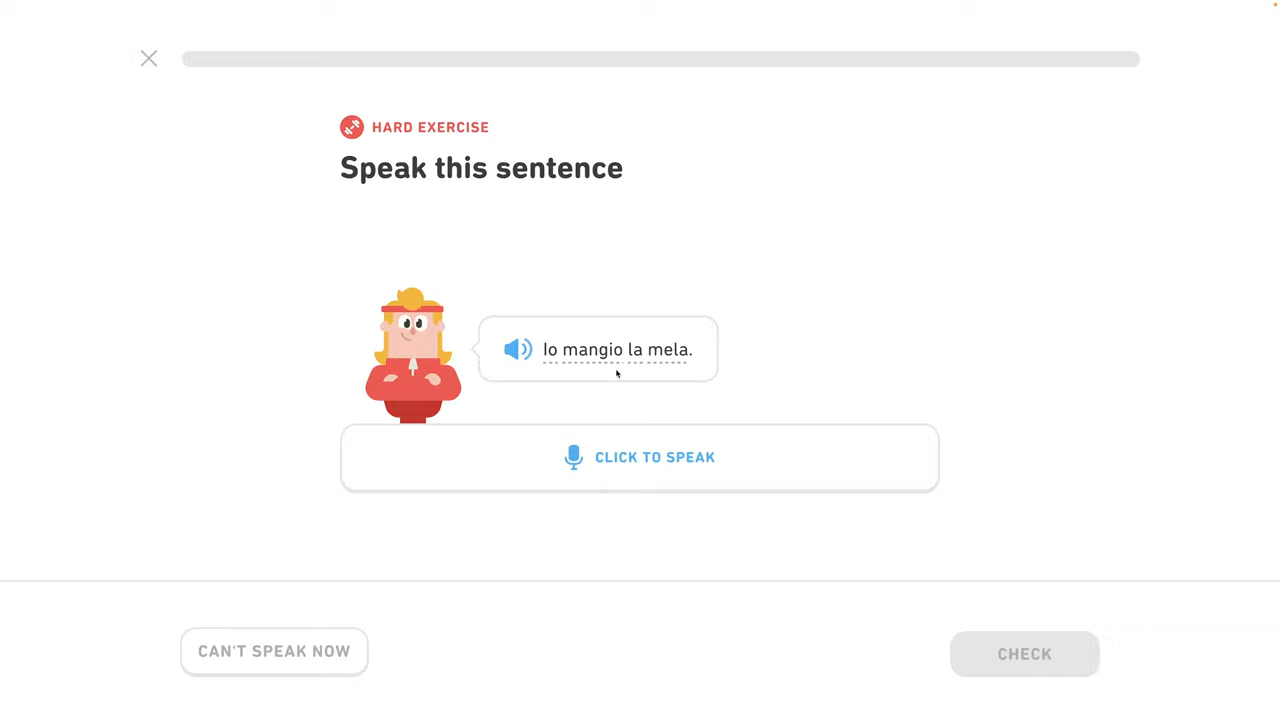 HARD EXERCISE
Speak this sentence
Io mangio la mela.
CLICK TO SPEAK
CAN'T SPEAK NOW
CHECK